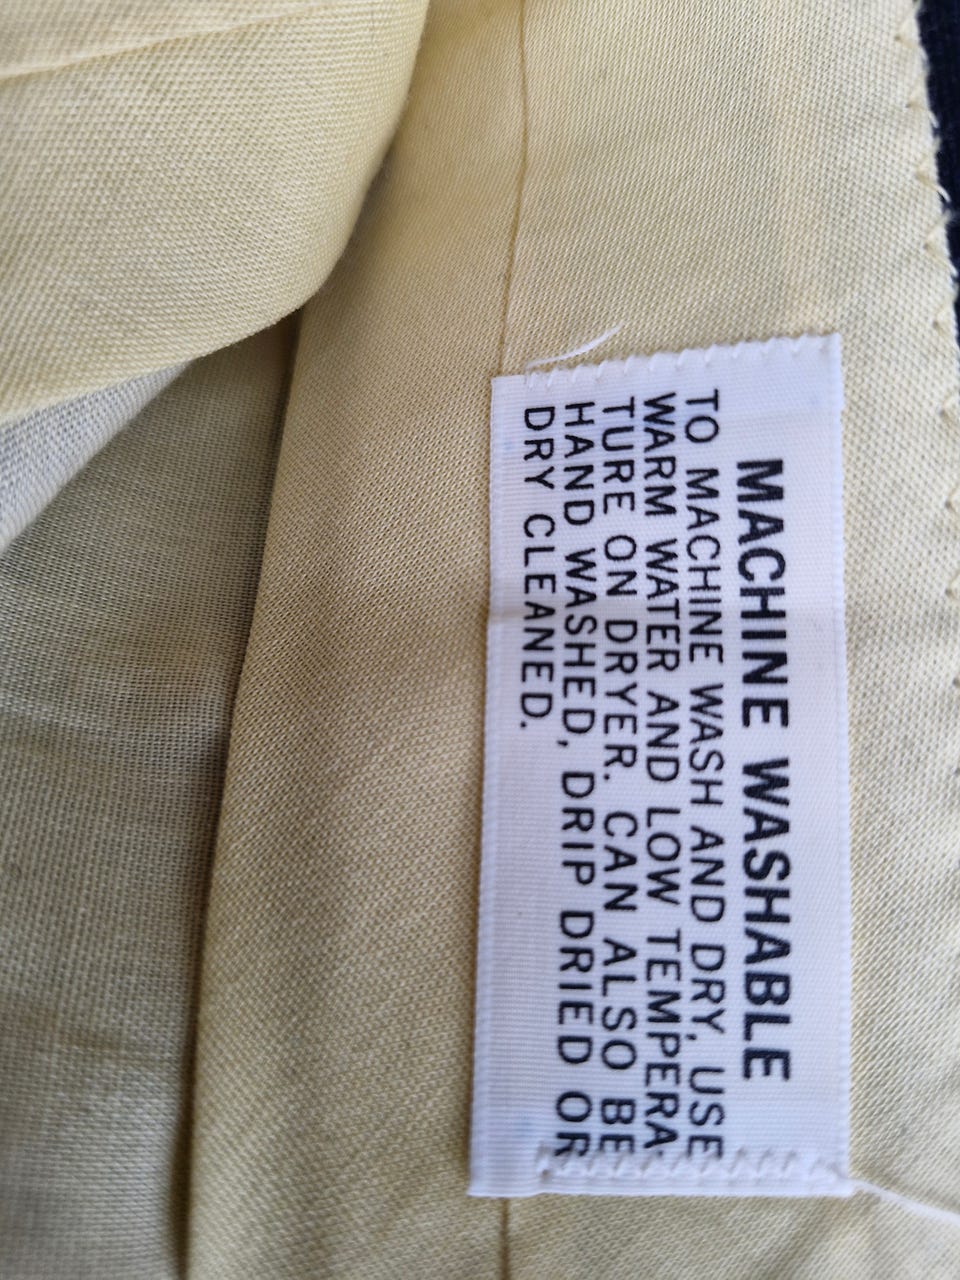 MACHINE WASHABLE
TO MACHINE WASH AND DRY, USE
WARM WATER AND LOW TEMPERA-
TURE ON DRYER. CAN ALSO BE
HAND WASHED, DRIP DRIED OR
DRY CLEANED.